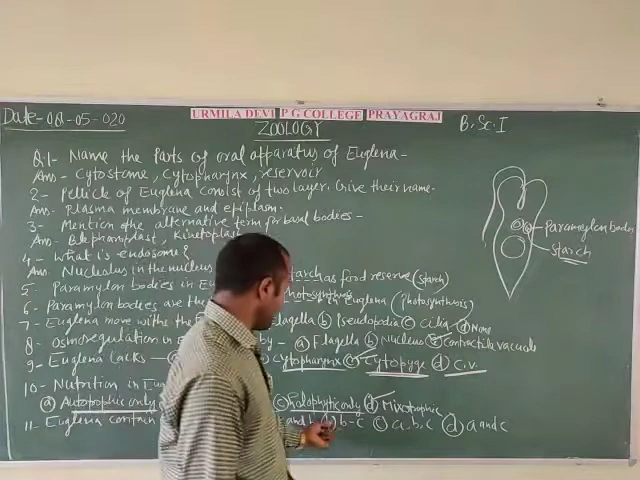 Date-02-05-020
URMILA DEVI P G COLLEGE PRAYAGRAJ
ZOOLOGY
B.Sc.I
Q.1- Name the Parts of oral apparatus of Euglena-
Ans- Cytostome, Cytopharynx, reservoir
2- Pellicle of Euglena consist of two layer. Give their name.
Ans- Plasma membrane and epiplasm.
3- Mention the alternative term for basal bodies-
Ans- Blepharoplast, Kinetoplast
4- What is endosome?
Ans. Nucleolus in the nucleus
5- Paramylon bodies in Starch as food reserve (starch)
6- Paramylon bodies are the Photosynthesis in Euglena (Photosynthesis)
7- Euglena move with the Flagella (b) Pseudopodia (c) cilia (d) None
8- Osmoregulation in by- (a) Flagella (b) Nucleus (c) Contractile vacuole
9- Euglena lacks- Cytopharynx (c) Cytopyge (d) C.V.
10- Nutrition in
(a) Autotrophic only (c) Holophytic only (d) Mixotrophic
11- Euglena contain and b (b) b-c (c) a,b,c (d) a and c
Paramylon bodies
Starch